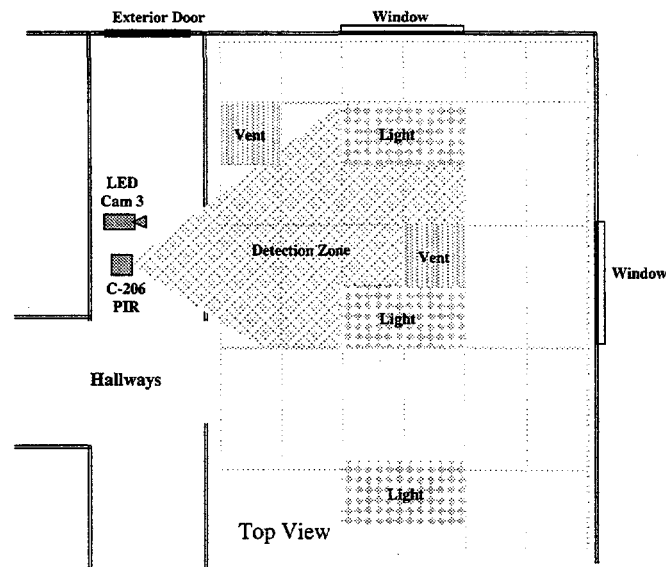 Exterior Door
Window
Vent
Light
LED
Cam 3
Detection Zone
Vent
Window
C-206
PIR
Light
Hallways
Light
Top View